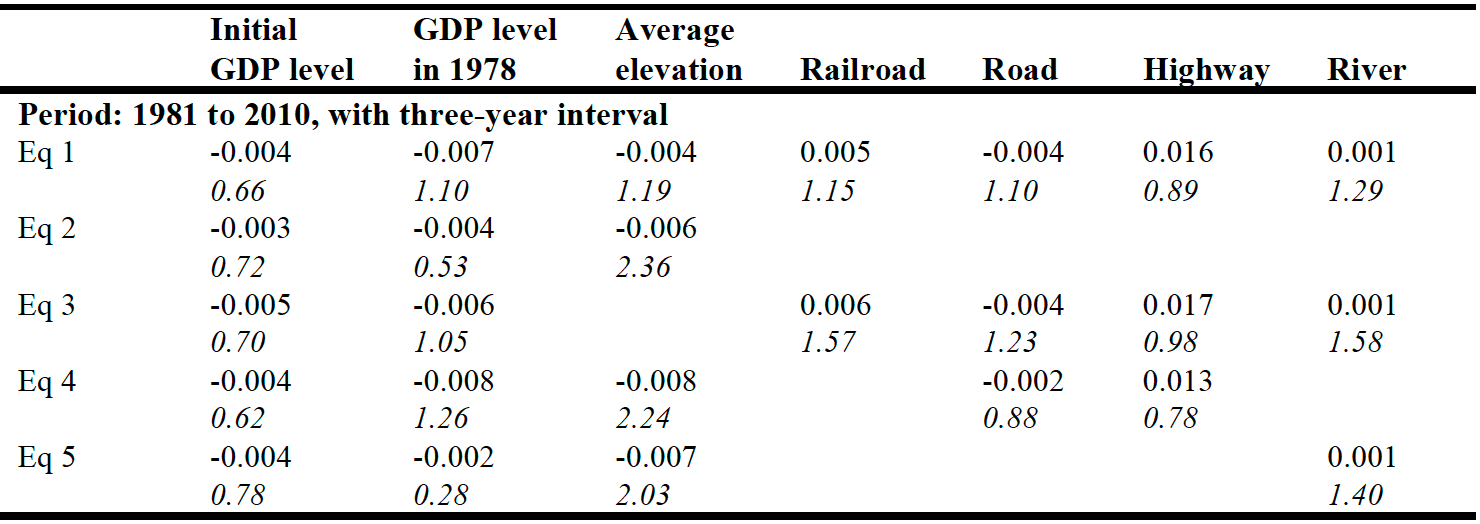 Initial GDP level Average
GDP level in 1978 elevation Railroad Road Highway River
Period: 1981 to 2010, with three-year interval
Eq 1 -0.004 -0.007 -0.004 0.005 -0.004 0.016 0.001
0.66 1.10 1.19 1.15 1.10 0.89 1.29
Eq 2 -0.003 -0.004 -0.006
0.72 0.53 2.36
Eq 3 -0.005 -0.006 0.006 -0.004 0.017 0.001
0.70 1.05 1.57 1.23 0.98 1.58
Eq 4 -0.004 -0.008 -0.008 -0.002 0.013
0.62 1.26 2.24 0.88 0.78
Eq 5 -0.004 -0.002 -0.007 0.001
0.78 0.28 2.03 1.40